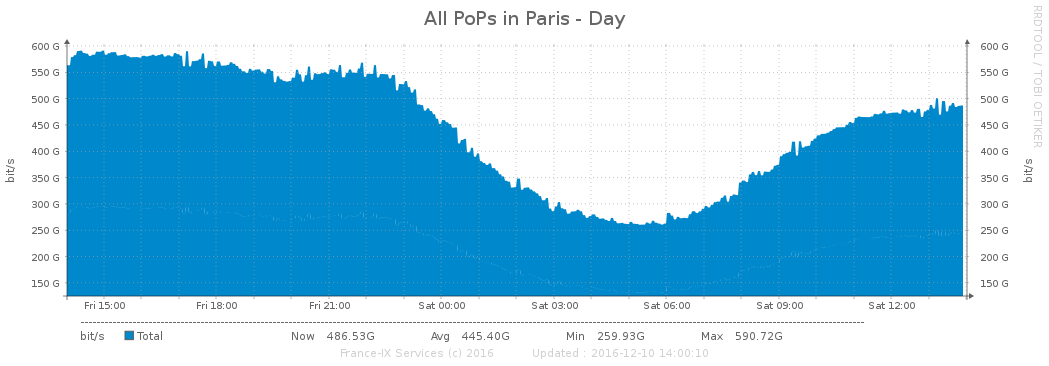 All PoPs in Paris - Day
RRDTOOL / TOBI OETIKER
600 G 600 G
550 G 550 G
500 G 500 G
450 G 450 G
400 G 400 G
350 G 350 G
300 G 300 G
250 G 250 G
200 G 200 G
150 G 150 G
bit/s bit/s
Fri 15:00 Fri 18:00 Fri 21:00 Sat 00:00 Sat 03:00 Sat 06:00 Sat 09:00 Sat 12:00
bit/s Total Now 486.53G Avg 445.40G Min 259.93G Max 590.72G
France-IX Services (c) 2016 Updated : 2016-12-10 14:00:10